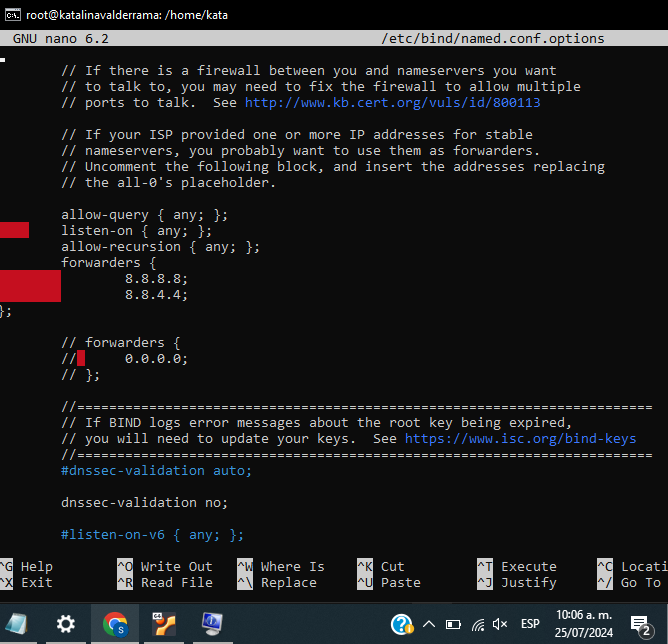 root@katalinavalderrama: /home/kata
GNU nano 6.2 /etc/bind/named.conf.options
// If there is a firewall between you and nameservers you want
// to talk to, you may need to fix the firewall to allow multiple
// ports to talk.  See http://www.kb.cert.org/vuls/id/800113
// If your ISP provided one or more IP addresses for stable
// nameservers, you probably want to use them as forwarders.
// Uncomment the following block, and insert the addresses replacing
// the all-0's placeholder.
allow-query { any; };
listen-on { any; };
allow-recursion { any; };
forwarders {
8.8.8.8;
8.8.4.4;
};
// forwarders {
//      0.0.0.0;
// };
//========================================================================
// If BIND logs error messages about the root key being expired,
// you will need to update your keys.  See https://www.isc.org/bind-keys
//========================================================================
#dnssec-validation auto;
dnssec-validation no;
#listen-on-v6 { any; };
^G Help ^O Write Out ^W Where Is ^K Cut ^T Execute ^C Locati
^X Exit ^R Read File ^\ Replace ^U Paste ^J Justify ^/ Go To
ESP
10:06 a. m.
25/07/2024
2